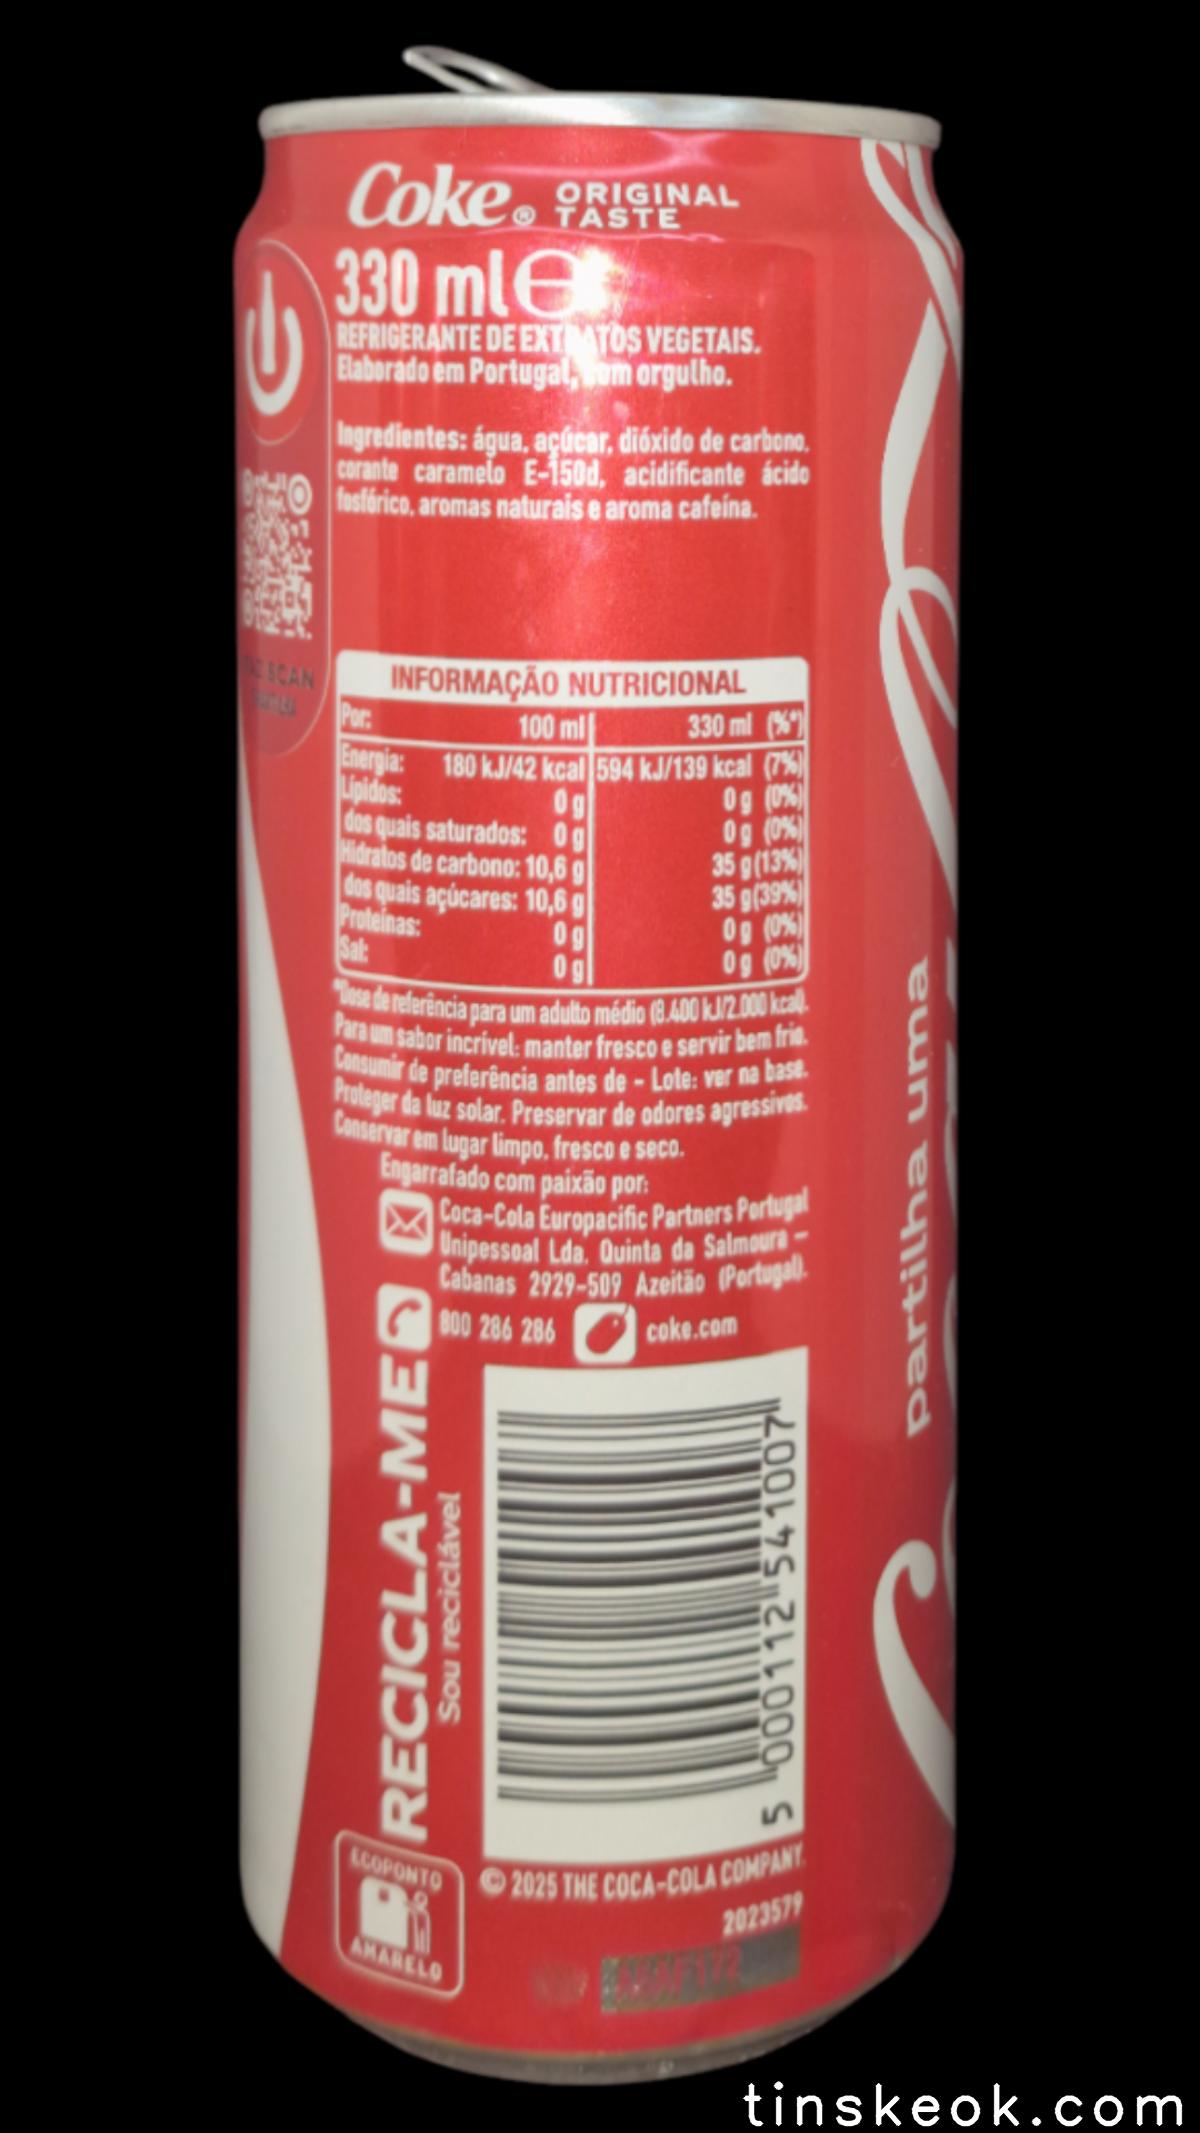 Coke® ORIGINAL TASTE
330 ml ℮
REFRIGERANTE DE EXTRATOS VEGETAIS.
Elaborado em Portugal, com orgulho.
Ingredientes: água, açúcar, dióxido de carbono,
corante caramelo E-150d, acidificante ácido
fosfórico, aromas naturais e aroma cafeína.
SCAN
INFORMAÇÃO NUTRICIONAL
Por: 100 ml 330 ml (%*)
Energia: 180 kJ/42 kcal 594 kJ/139 kcal (7%)
Lípidos: 0 g 0 g (0%)
dos quais saturados: 0 g 0 g (0%)
Hidratos de carbono: 10,6 g 35 g (13%)
dos quais açúcares: 10,6 g 35 g (39%)
Proteínas: 0 g 0 g (0%)
Sal: 0 g 0 g (0%)
*Dose de referência para um adulto médio (8.400 kJ/2.000 kcal).
Para um sabor incrível: manter fresco e servir bem frio.
Consumir de preferência antes de - Lote: ver na base.
Proteger da luz solar. Preservar de odores agressivos.
Conservar em lugar limpo, fresco e seco.
Engarrafado com paixão por:
Coca-Cola Europacific Partners Portugal
Unipessoal Lda. Quinta da Salmoura –
Cabanas 2929-509 Azeitão (Portugal).
800 286 286 coke.com
RECICLA-ME
Sou reciclável
5 000112 541007
ECOPONTO
AMARELO
© 2025 THE COCA-COLA COMPANY.
2023579
partilha uma
tinskeok.com